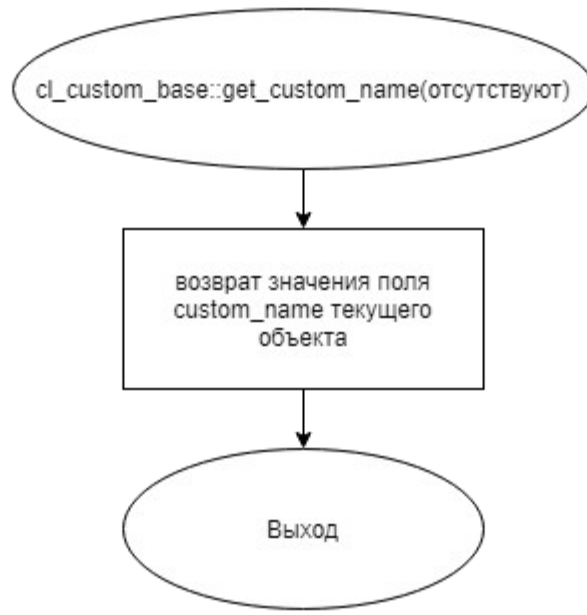 cl_custom_base::get_custom_name(отсутствуют)
возврат значения поля
custom_name текущего
объекта
Выход